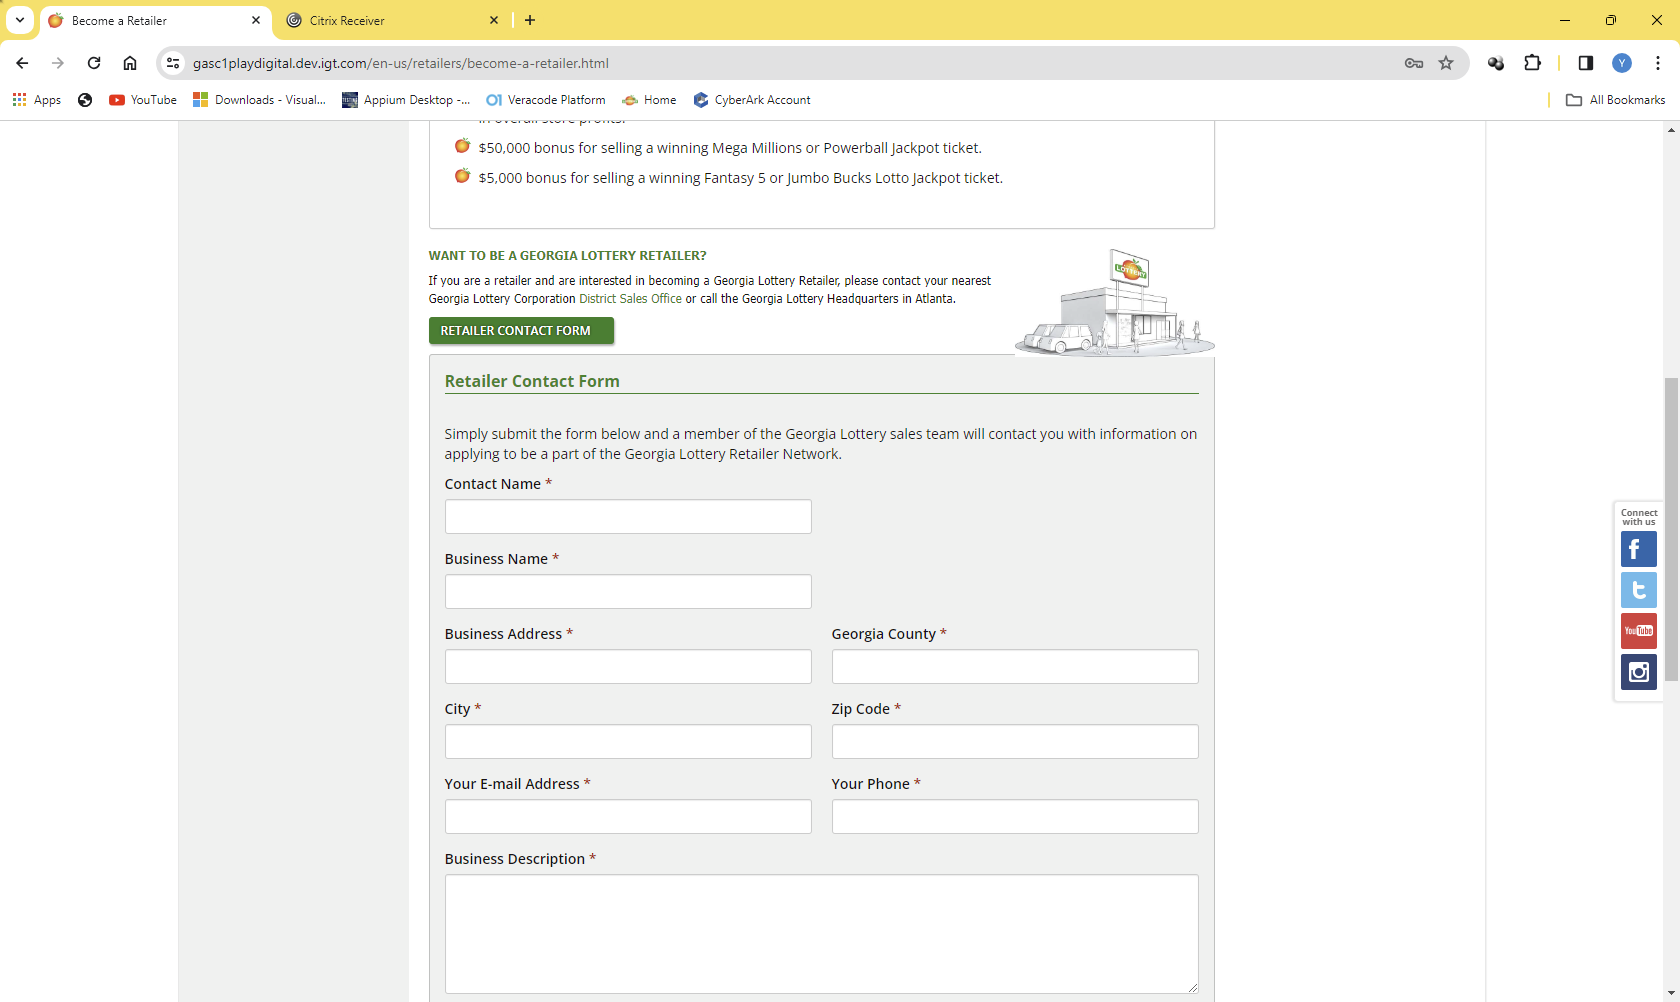 Become a Retailer
Citrix Receiver
gasc1playdigital.dev.igt.com/en-us/retailers/become-a-retailer.html
Y
Apps
YouTube
Downloads - Visual...
Appium Desktop -...
Veracode Platform
Home
CyberArk Account
All Bookmarks
in overall store profits.
$50,000 bonus for selling a winning Mega Millions or Powerball Jackpot ticket.
$5,000 bonus for selling a winning Fantasy 5 or Jumbo Bucks Lotto Jackpot ticket.
WANT TO BE A GEORGIA LOTTERY RETAILER?
If you are a retailer and are interested in becoming a Georgia Lottery Retailer, please contact your nearest
Georgia Lottery Corporation District Sales Office or call the Georgia Lottery Headquarters in Atlanta.
LOTTERY
RETAILER CONTACT FORM
Retailer Contact Form
Simply submit the form below and a member of the Georgia Lottery sales team will contact you with information on
applying to be a part of the Georgia Lottery Retailer Network.
Contact Name *
Business Name *
Business Address *
Georgia County *
City *
Zip Code *
Your E-mail Address *
Your Phone *
Business Description *
Connect
with us
YouTube